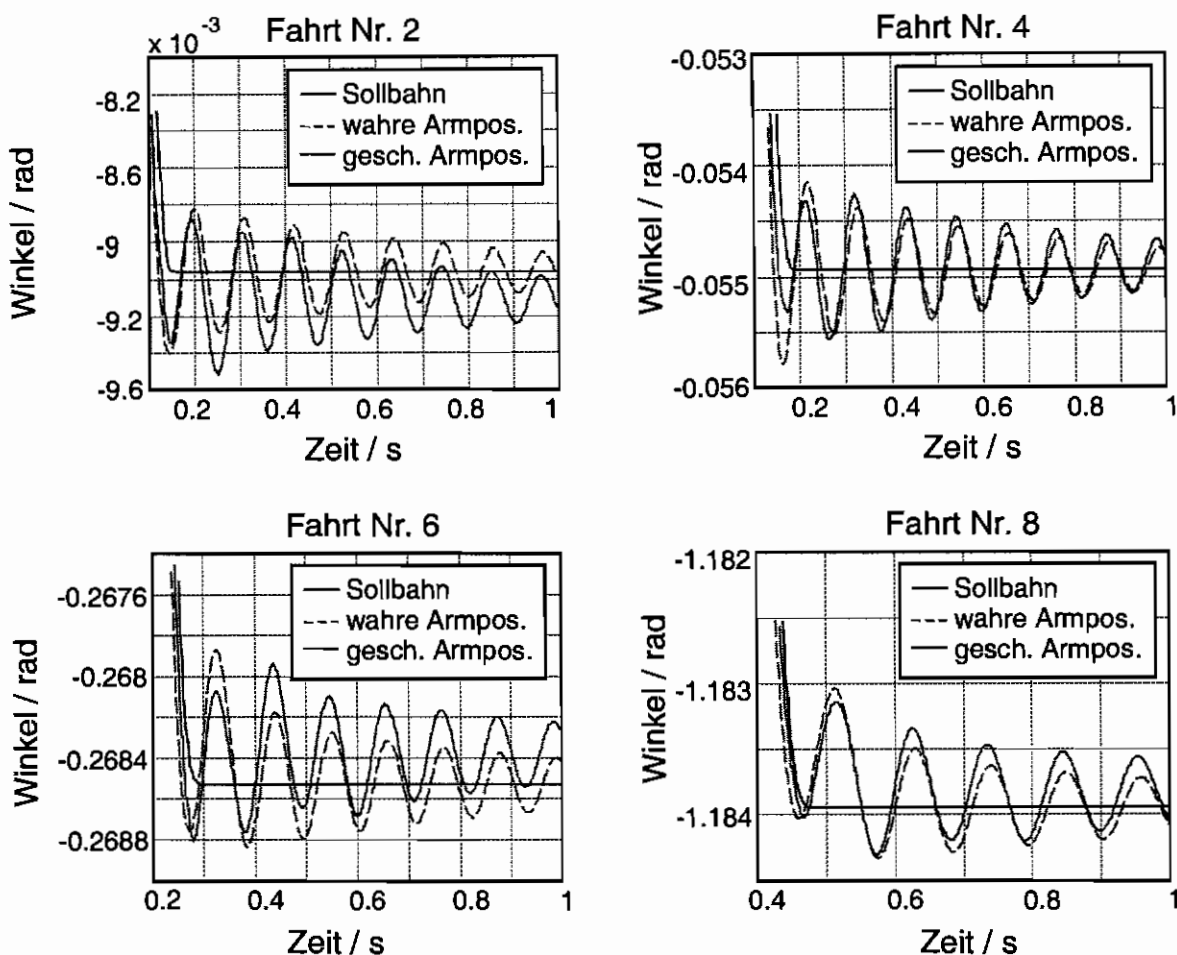 Fahrt Nr. 2
x 10⁻³
-8.2
-8.6
-9
-9.2
-9.6
0.2 0.4 0.6 0.8 1
Winkel / rad
Zeit / s
Sollbahn
wahre Armpos.
gesch. Armpos.
Fahrt Nr. 4
-0.053
-0.054
-0.055
-0.056
0.2 0.4 0.6 0.8 1
Winkel / rad
Zeit / s
Sollbahn
wahre Armpos.
gesch. Armpos.
Fahrt Nr. 6
-0.2676
-0.268
-0.2684
-0.2688
0.2 0.4 0.6 0.8 1
Winkel / rad
Zeit / s
Sollbahn
wahre Armpos.
gesch. Armpos.
Fahrt Nr. 8
-1.182
-1.183
-1.184
0.4 0.6 0.8 1
Winkel / rad
Zeit / s
Sollbahn
wahre Armpos.
gesch. Armpos.